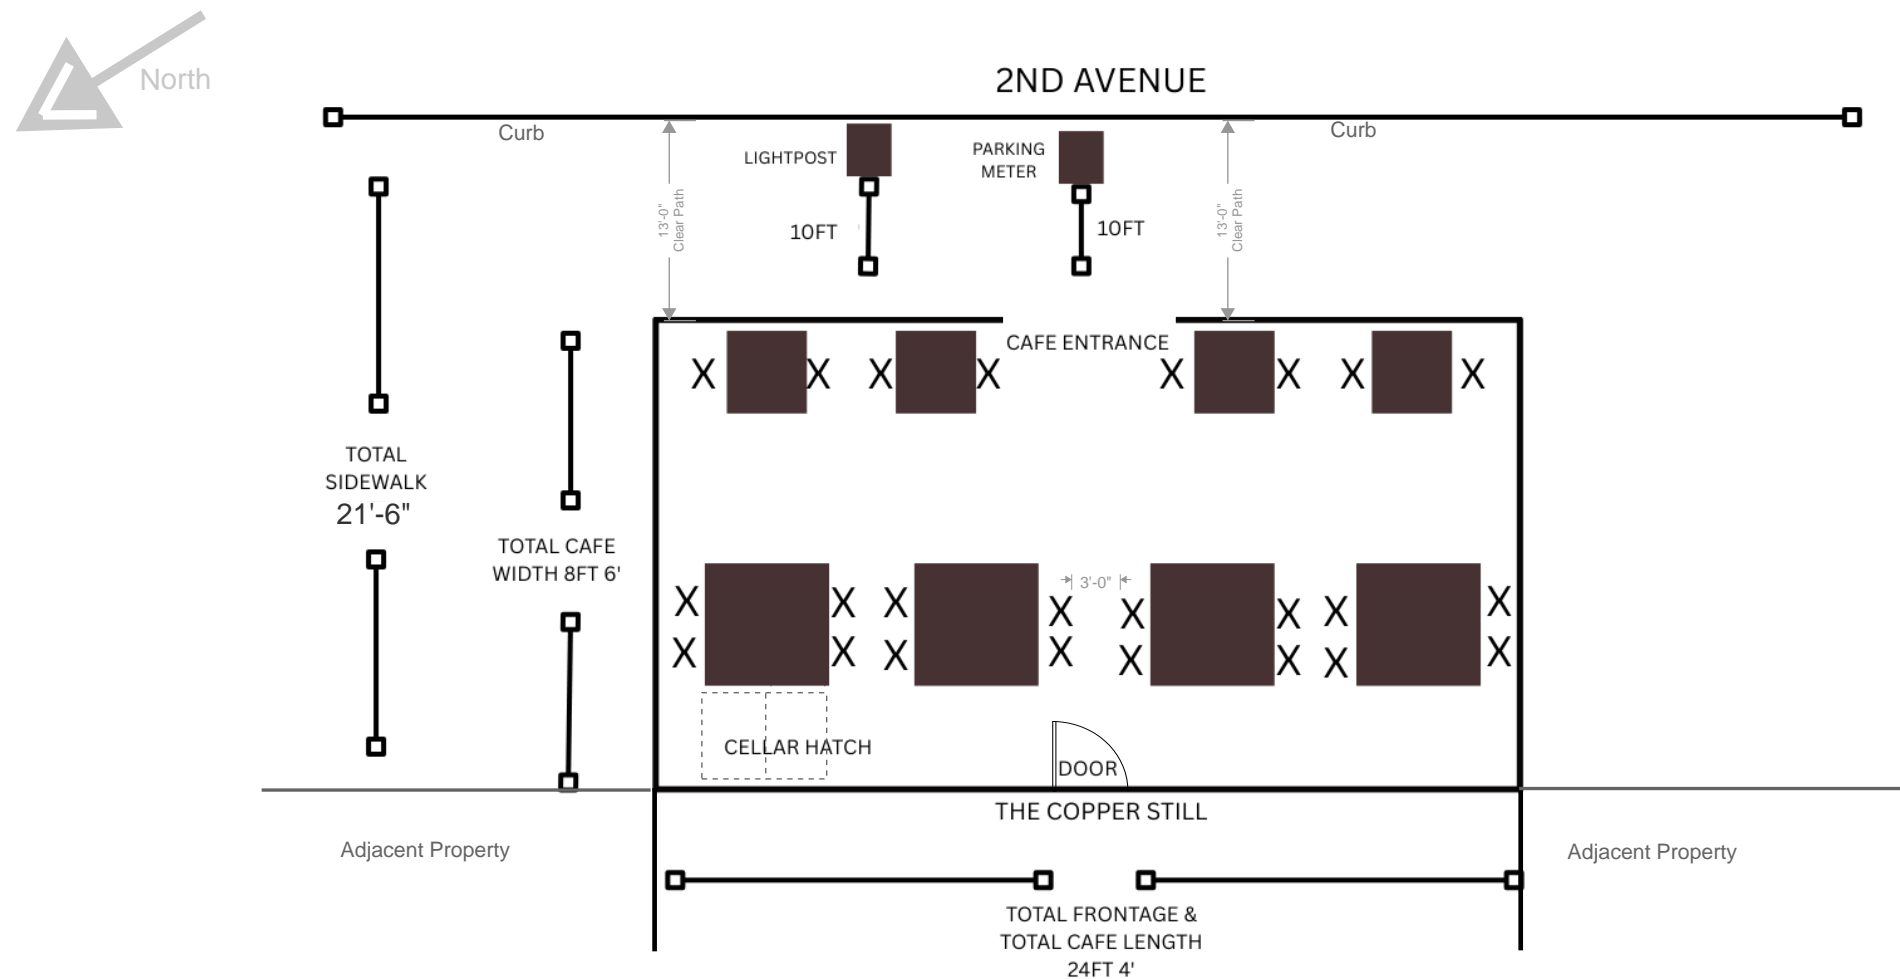 North
2ND AVENUE
Curb
Curb
LIGHTPOST
PARKING
METER
13'-0"
Clear Path
13'-0"
Clear Path
10FT
10FT
CAFE ENTRANCE
X X X X X X X X
TOTAL
SIDEWALK
21'-6"
TOTAL CAFE
WIDTH 8FT 6'
3'-0"
X X X X X X X X
X X X X X X X X
CELLAR HATCH
DOOR
THE COPPER STILL
Adjacent Property
Adjacent Property
TOTAL FRONTAGE &
TOTAL CAFE LENGTH
24FT 4'